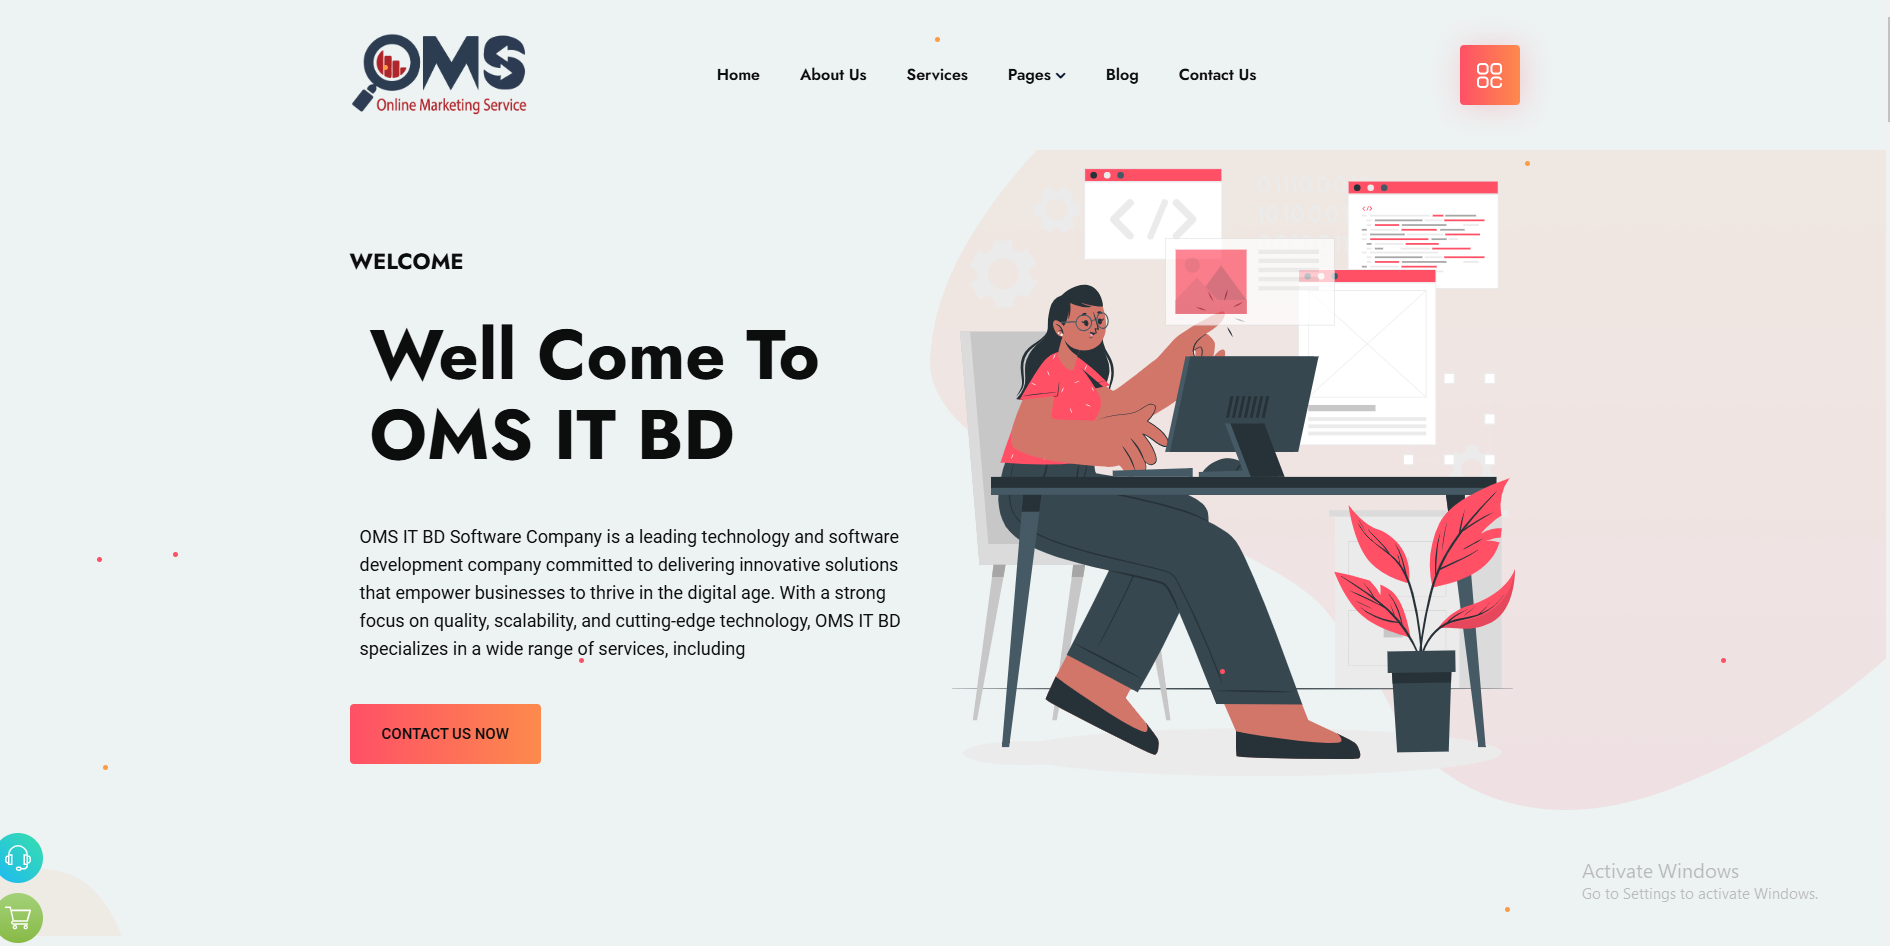 OMS
Online Marketing Service
Home About Us Services Pages Blog Contact Us
WELCOME
Well Come To
OMS IT BD
OMS IT BD Software Company is a leading technology and software
development company committed to delivering innovative solutions
that empower businesses to thrive in the digital age. With a strong
focus on quality, scalability, and cutting-edge technology, OMS IT BD
specializes in a wide range of services, including
CONTACT US NOW
</>
</>
Activate Windows
Go to Settings to activate Windows.